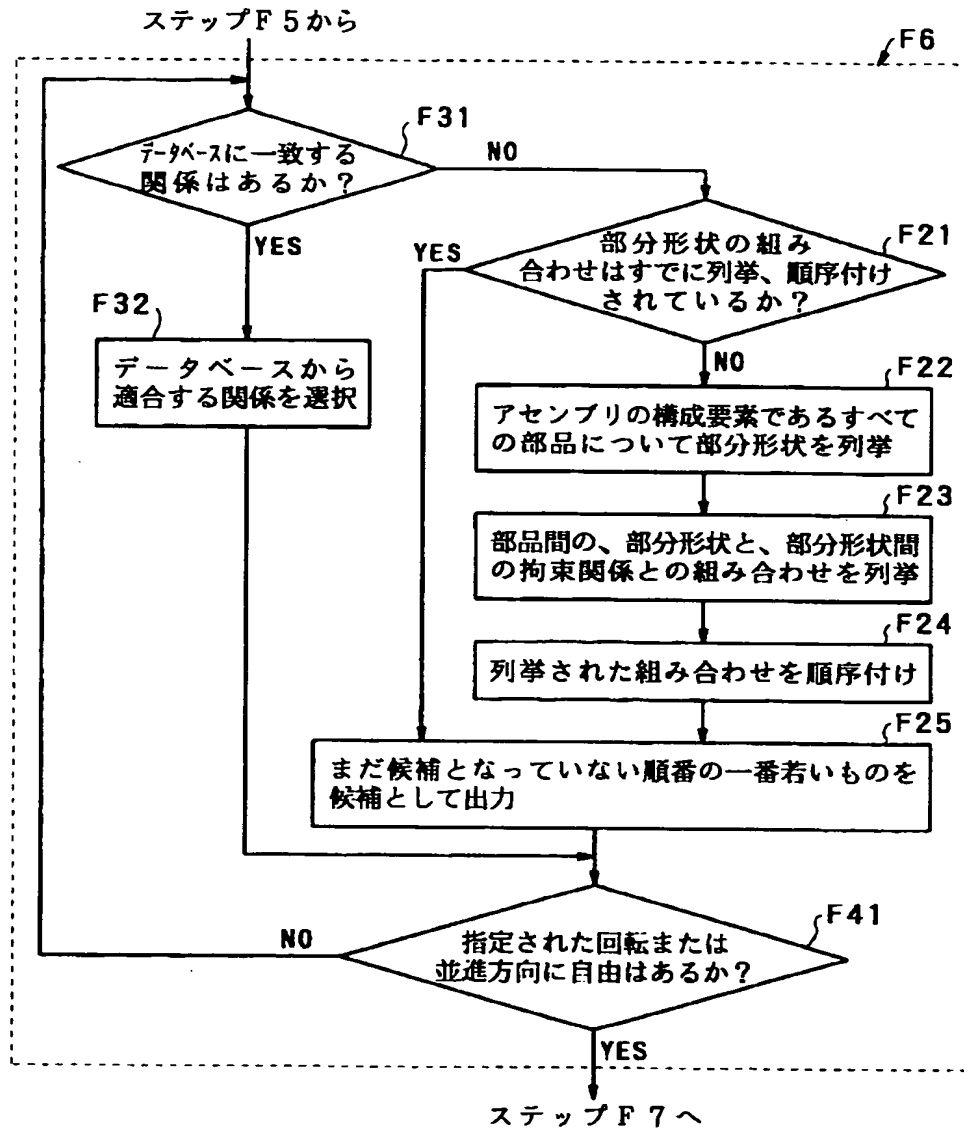 ステップF5から
F6
F31
データベースに一致する
関係はあるか?
NO
YES
F21
部分形状の組み
合わせはすでに列挙、順序付け
されているか?
YES
NO
F32
データベースから
適合する関係を選択
F22
アセンブリの構成要素であるすべて
の部品について部分形状を列挙
F23
部品間の、部分形状と、部分形状間
の拘束関係との組み合わせを列挙
F24
列挙された組み合わせを順序付け
F25
まだ候補となっていない順番の一番若いものを
候補として出力
F41
指定された回転または
並進方向に自由はあるか?
NO
YES
ステップF7へ